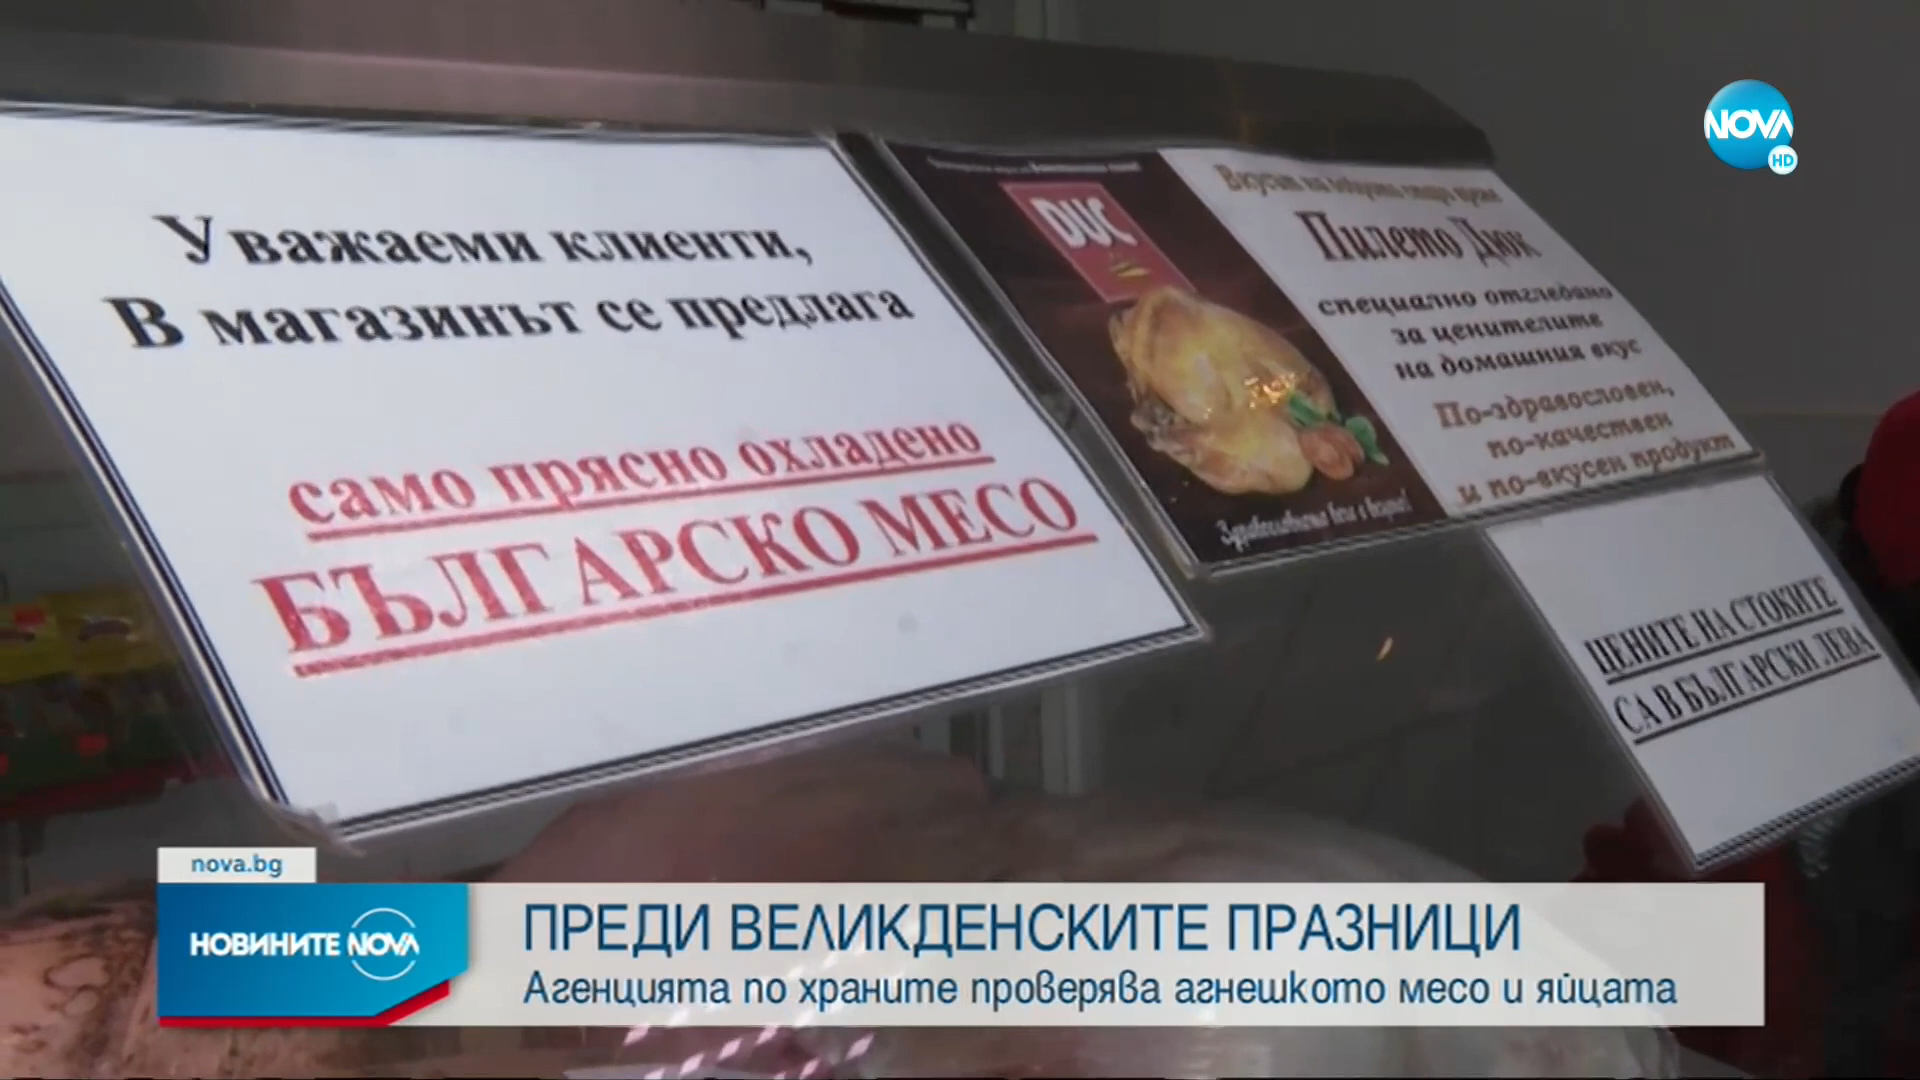 NOVA
HD
Уважаеми клиенти,
В магазинът се предлага
само прясно охладено
БЪЛГАРСКО МЕСО
DUC
Пилето Дюк
специално отгледано
за ценителите
на домашния вкус
По-здравословен,
по-качествен
и по-вкусен продукт
ЦЕНИТЕ НА СТОКИТЕ
СА В БЪЛГАРСКИ ЛЕВА
nova.bg
НОВИНИТЕ NOVA
ПРЕДИ ВЕЛИКДЕНСКИТЕ ПРАЗНИЦИ
Агенцията по храните проверява агнешкото месо и яйцата